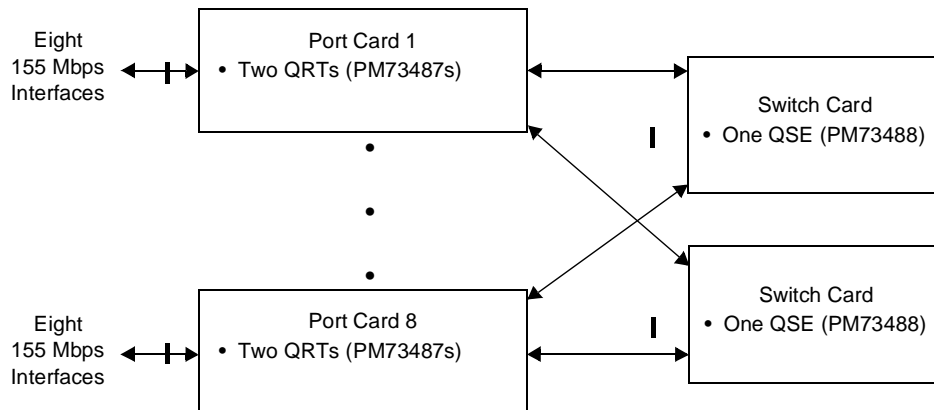 Eight
155 Mbps
Interfaces
Port Card 1
• Two QRTs (PM73487s)
Switch Card
• One QSE (PM73488)
Eight
155 Mbps
Interfaces
Port Card 8
• Two QRTs (PM73487s)
Switch Card
• One QSE (PM73488)